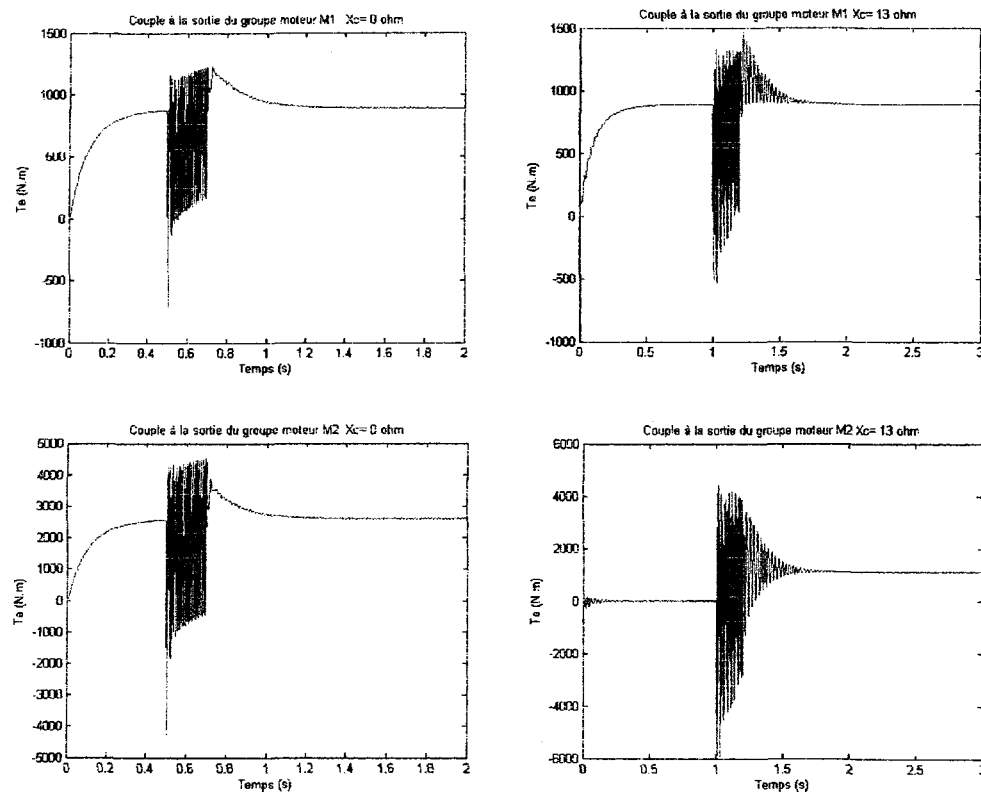 Couple à la sortie du groupe moteur M1 Xc= 0 ohm
1500
1000
500
0
-500
-1000
Te (N.m)
0 0.2 0.4 0.6 0.8 1 1.2 1.4 1.6 1.8 2
Temps (s)
Couple à la sortie du groupe moteur M1 Xc= 13 ohm
1500
1000
500
0
-500
-1000
Te (N.m)
0 0.5 1 1.5 2 2.5 3
Temps (s)
Couple à la sortie du groupe moteur M2 Xc= 0 ohm
5000
4000
3000
2000
1000
0
-1000
-2000
-3000
-4000
-5000
Te (N.m)
0 0.2 0.4 0.6 0.8 1 1.2 1.4 1.6 1.8 2
Temps (s)
Couple à la sortie du groupe moteur M2 Xc= 13 ohm
6000
4000
2000
0
-2000
-4000
-6000
Te (N.m)
0 0.5 1 1.5 2 2.5 3
Temps (s)